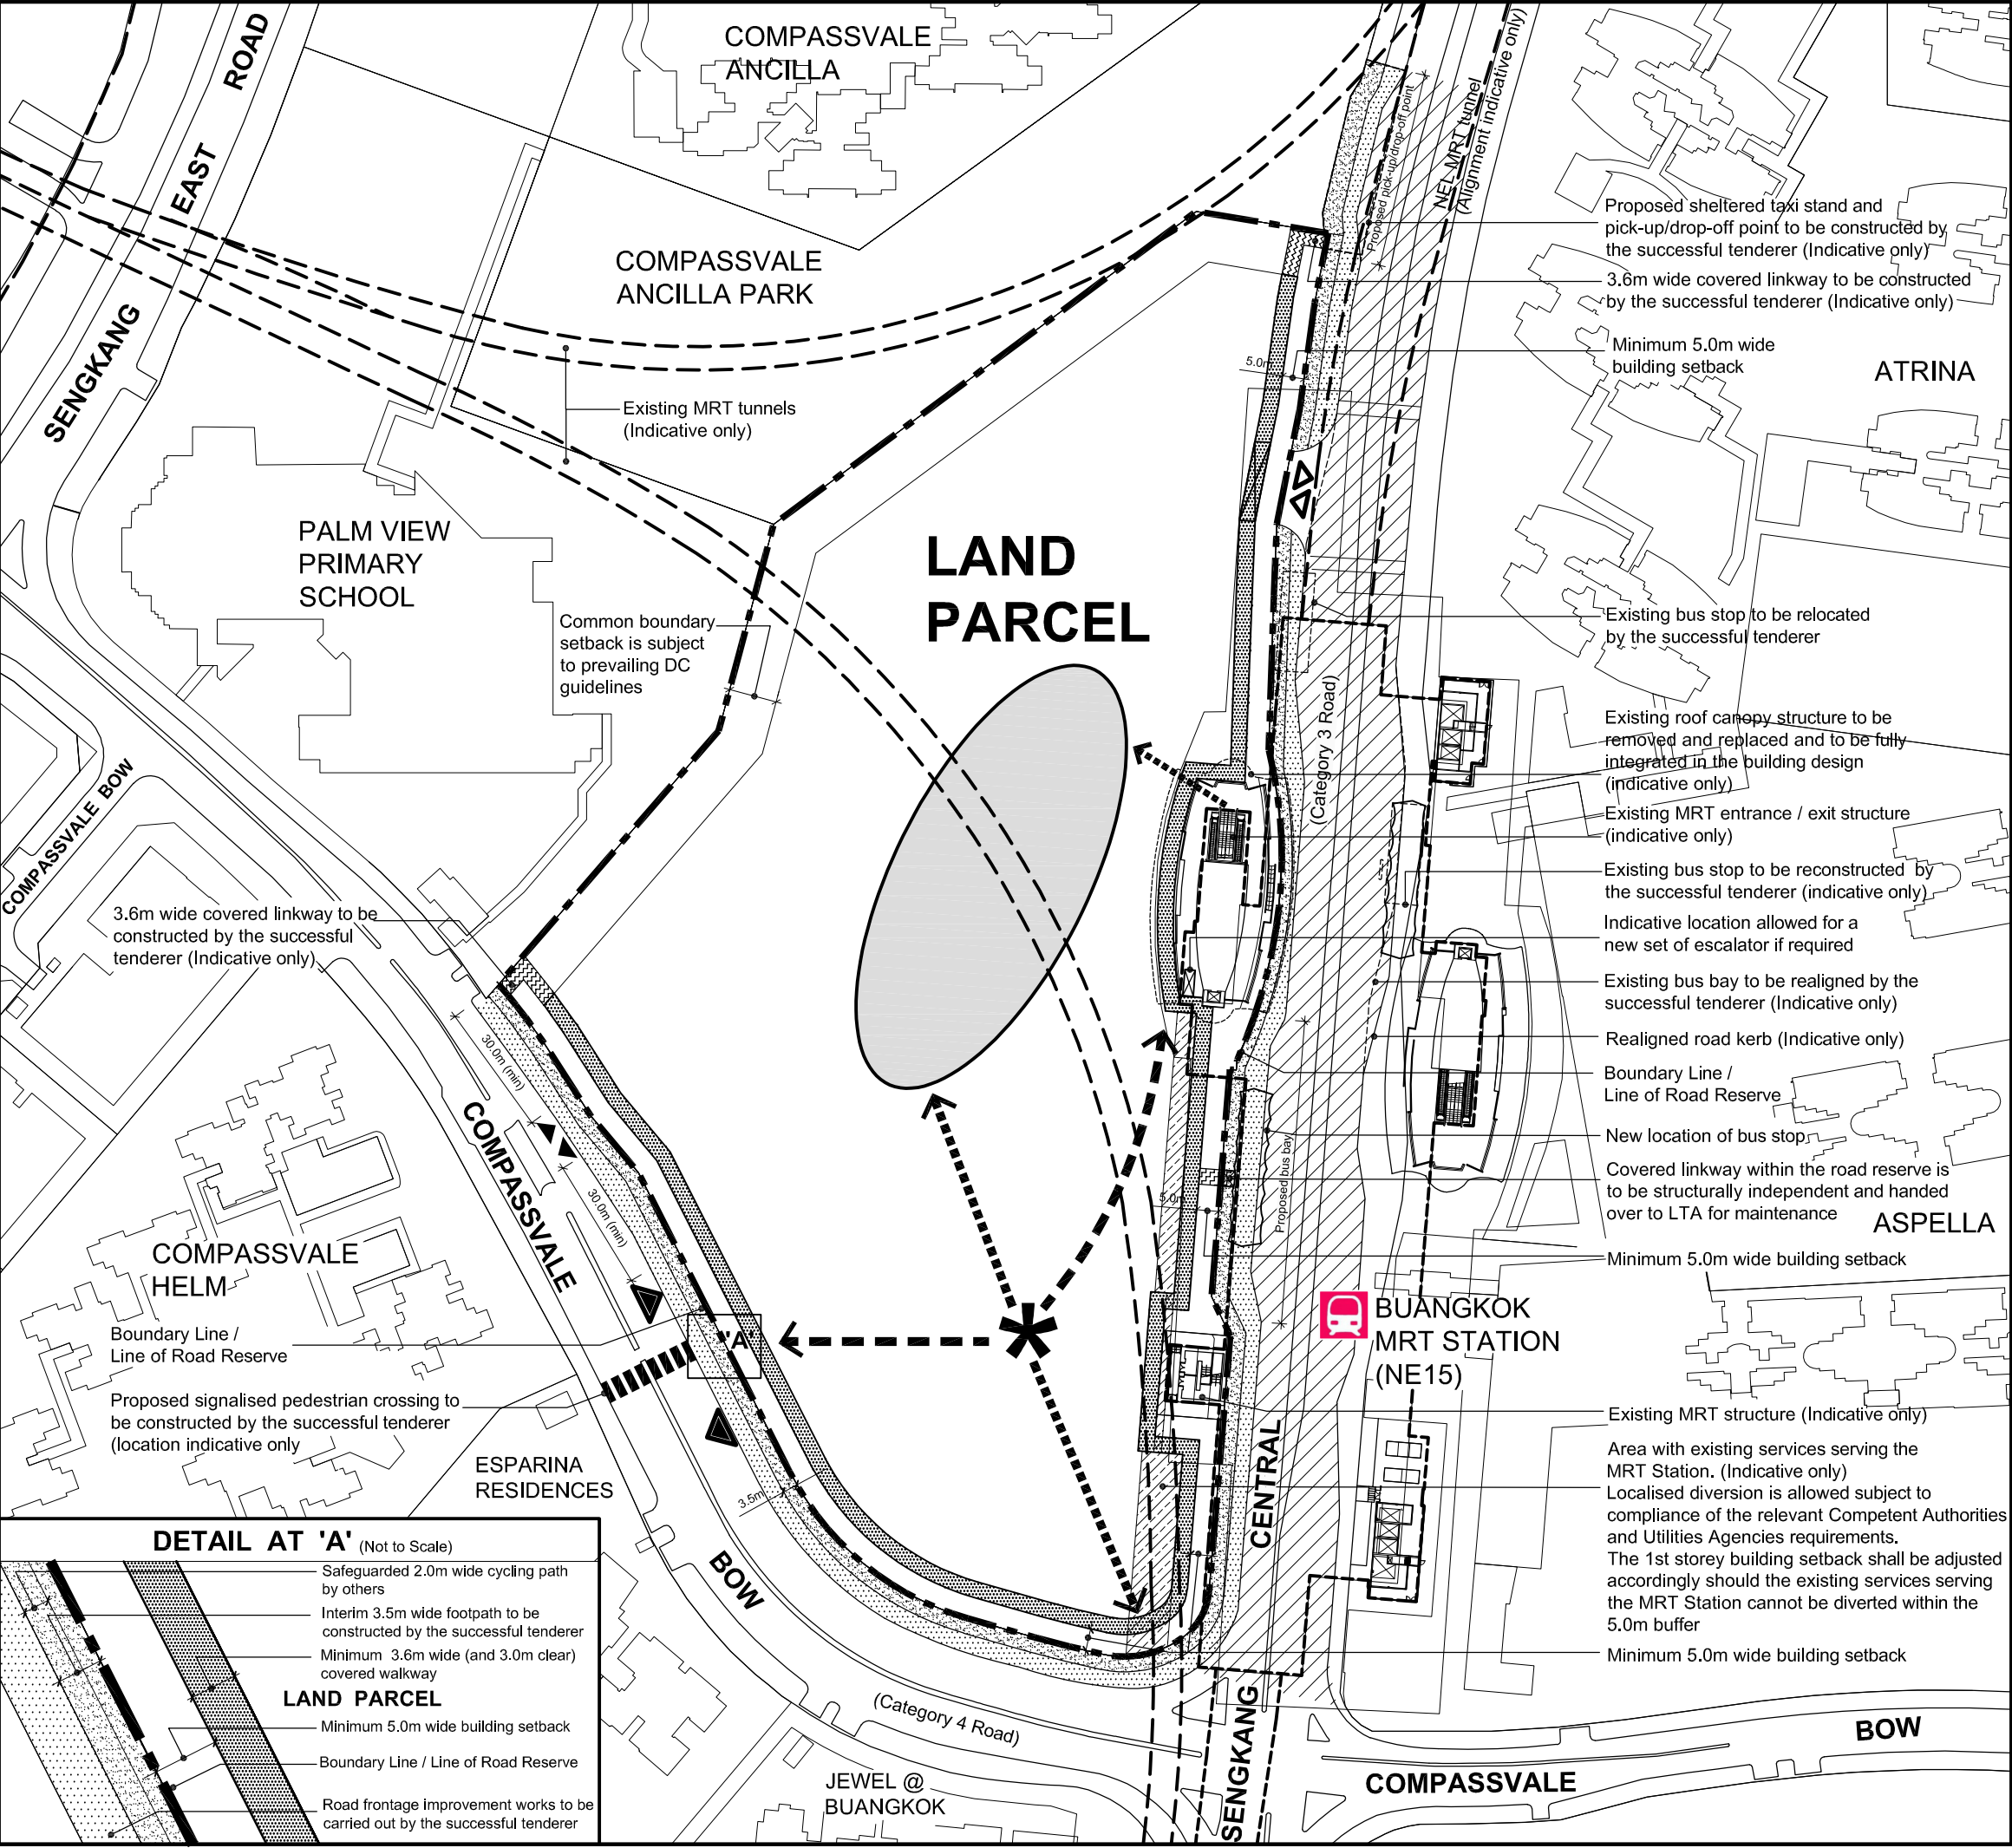 COMPASSVALE
ANCILLA
SENGKANG EAST ROAD
COMPASSVALE
ANCILLA PARK
Existing MRT tunnels
(Indicative only)
PALM VIEW
PRIMARY
SCHOOL
LAND
PARCEL
Common boundary
setback is subject
to prevailing DC
guidelines
COMPASSVALE BOW
3.6m wide covered linkway to be
constructed by the successful
tenderer (Indicative only)
30.0m (min)
30.0m (min)
COMPASSVALE
BOW
COMPASSVALE
HELM
Boundary Line /
Line of Road Reserve
'A'
Proposed signalised pedestrian crossing to
be constructed by the successful tenderer
(location indicative only
ESPARINA
RESIDENCES
3.5m
(Category 4 Road)
JEWEL @
BUANGKOK
Proposed pick-up/drop-off point
NEL MRT tunnel
(Alignment indicative only)
5.0m
(Category 3 Road)
5.0m
Proposed bus bay
CENTRAL
SENGKANG
BUANGKOK
MRT STATION
(NE15)
COMPASSVALE
BOW
ATRINA
ASPELLA
Proposed sheltered taxi stand and
pick-up/drop-off point to be constructed by
the successful tenderer (Indicative only)
3.6m wide covered linkway to be constructed
by the successful tenderer (Indicative only)
Minimum 5.0m wide
building setback
Existing bus stop to be relocated
by the successful tenderer
Existing roof canopy structure to be
removed and replaced and to be fully
integrated in the building design
(indicative only)
Existing MRT entrance / exit structure
(indicative only)
Existing bus stop to be reconstructed by
the successful tenderer (indicative only)
Indicative location allowed for a
new set of escalator if required
Existing bus bay to be realigned by the
successful tenderer (Indicative only)
Realigned road kerb (Indicative only)
Boundary Line /
Line of Road Reserve
New location of bus stop
Covered linkway within the road reserve is
to be structurally independent and handed
over to LTA for maintenance
Minimum 5.0m wide building setback
Existing MRT structure (Indicative only)
Area with existing services serving the
MRT Station. (Indicative only)
Localised diversion is allowed subject to
compliance of the relevant Competent Authorities
and Utilities Agencies requirements.
The 1st storey building setback shall be adjusted
accordingly should the existing services serving
the MRT Station cannot be diverted within the
5.0m buffer
Minimum 5.0m wide building setback
DETAIL AT 'A' (Not to Scale)
Safeguarded 2.0m wide cycling path
by others
Interim 3.5m wide footpath to be
constructed by the successful tenderer
Minimum 3.6m wide (and 3.0m clear)
covered walkway
LAND PARCEL
Minimum 5.0m wide building setback
Boundary Line / Line of Road Reserve
Road frontage improvement works to be
carried out by the successful tenderer